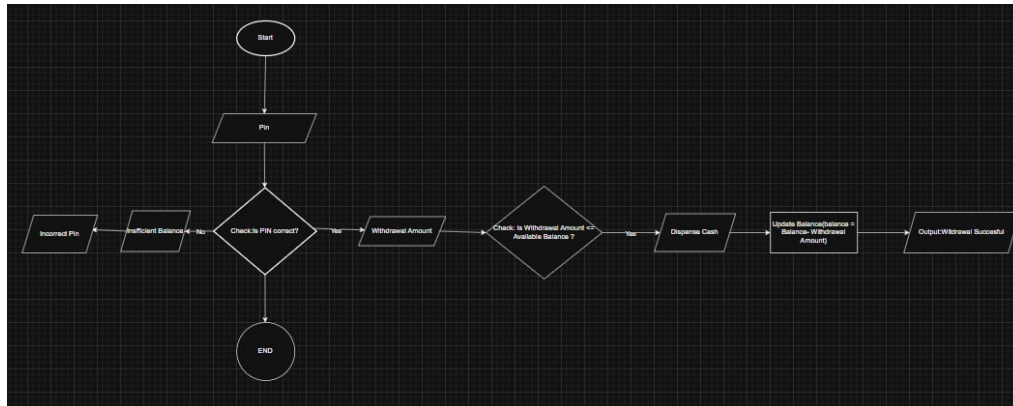 Start
Pin
Incorrect Pin
Insifficient Balance
No
Check:Is PIN correct?
Yes
Withdrawal Amount
Check: Is Withdrawal Amount <=
Available Balance ?
Yes
Dispense Cash
Update Balance(balance =
Balance- Withdrawal
Amount)
Output:Wildrawal Succesful
END